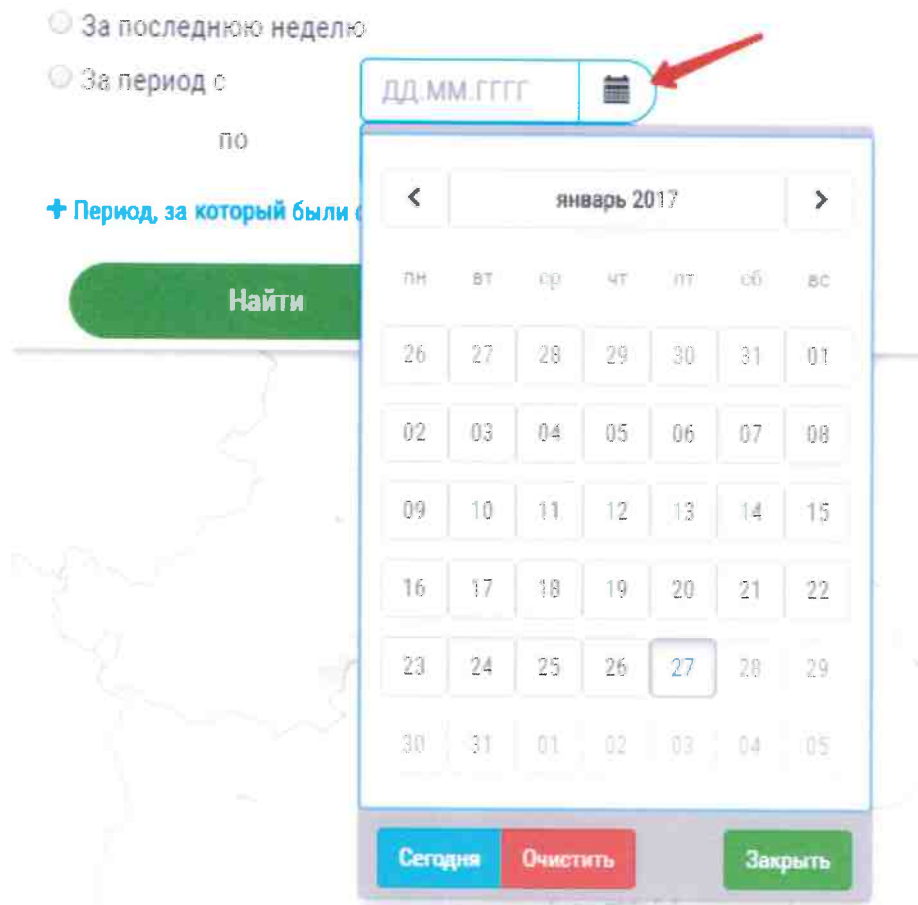 За последнюю неделю
За период с
ДД.ММ.ГГГГ
по
+ Период, за который были
Найти
январь 2017
пн вт ср чт пт сб вс
26 27 28 29 30 31 01
02 03 04 05 06 07 08
09 10 11 12 13 14 15
16 17 18 19 20 21 22
23 24 25 26 27 28 29
30 31 01 02 03 04 05
Сегодня Очистить Закрыть